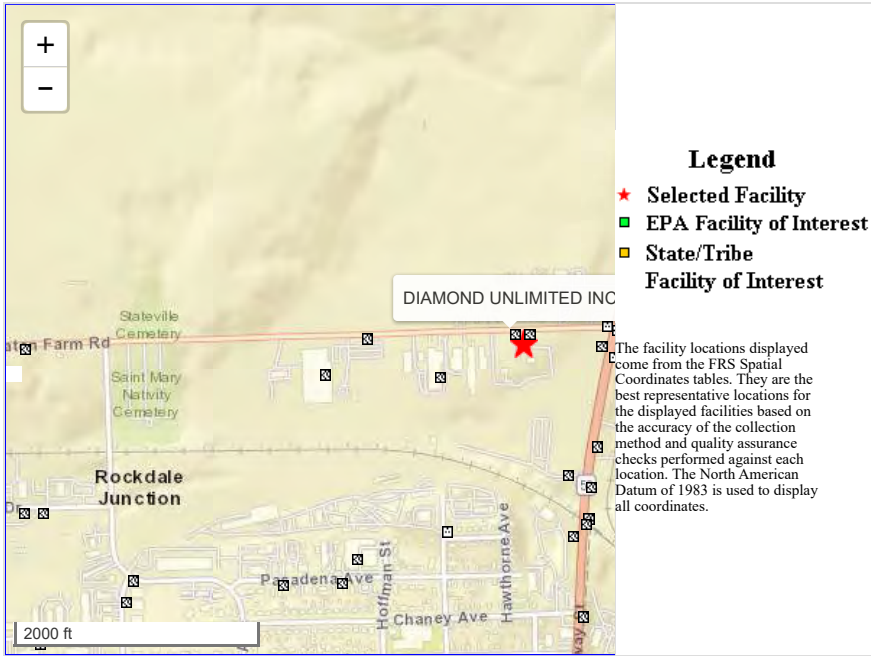 +
−
Legend
Selected Facility
EPA Facility of Interest
State/Tribe
Facility of Interest
DIAMOND UNLIMITED INC
Stateville
Cemetery
Farm Rd
Saint Mary
Nativity
Cemetery
The facility locations displayed
come from the FRS Spatial
Coordinates tables. They are the
best representative locations for
the displayed facilities based on
the accuracy of the collection
method and quality assurance
checks performed against each
location. The North American
Datum of 1983 is used to display
all coordinates.
Rockdale
Junction
Hoffman St
Hawthorne Ave
Pasadena Ave
Chaney Ave
2000 ft